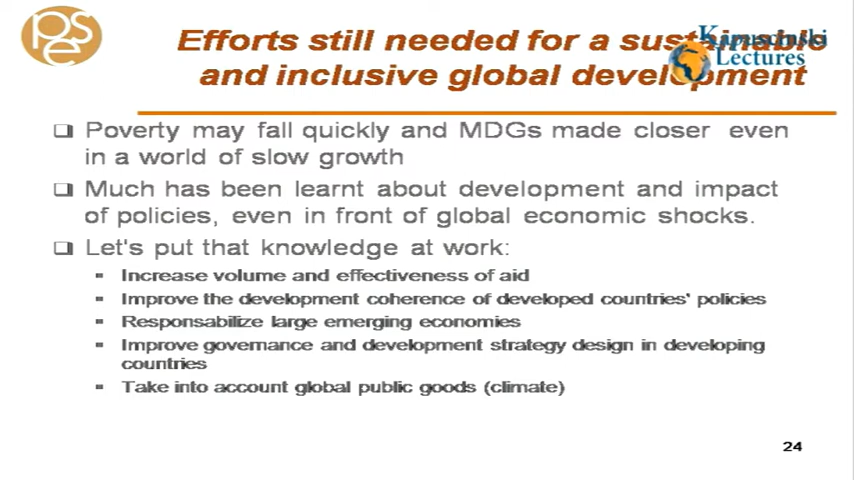 pse
Efforts still needed for a sustainable
and inclusive global development
Kapuscinski
Lectures
❑ Poverty may fall quickly and MDGs made closer even
in a world of slow growth
❑ Much has been learnt about development and impact
of policies, even in front of global economic shocks.
❑ Let's put that knowledge at work:
▪ Increase volume and effectiveness of aid
▪ Improve the development coherence of developed countries' policies
▪ Responsabilize large emerging economies
▪ Improve governance and development strategy design in developing
countries
▪ Take into account global public goods (climate)
24